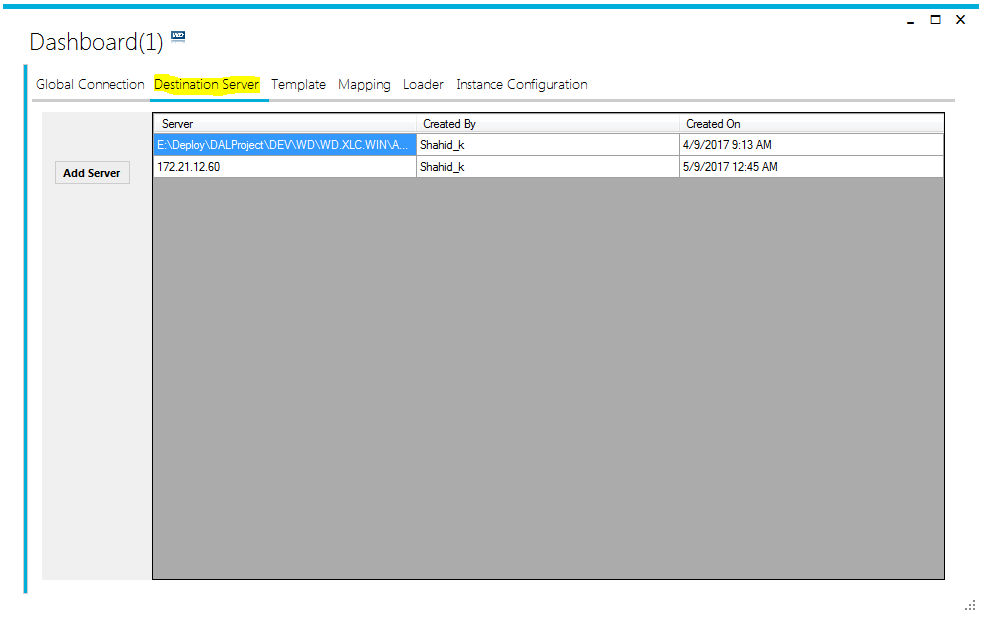 Dashboard(1) WD
Global Connection Destination Server Template Mapping Loader Instance Configuration
Server Created By Created On
E:\Deploy\DALProject\DEV\WD\WD.XLC.WIN\A... Shahid_k 4/9/2017 9:13 AM
Add Server
172.21.12.60 Shahid_k 5/9/2017 12:45 AM